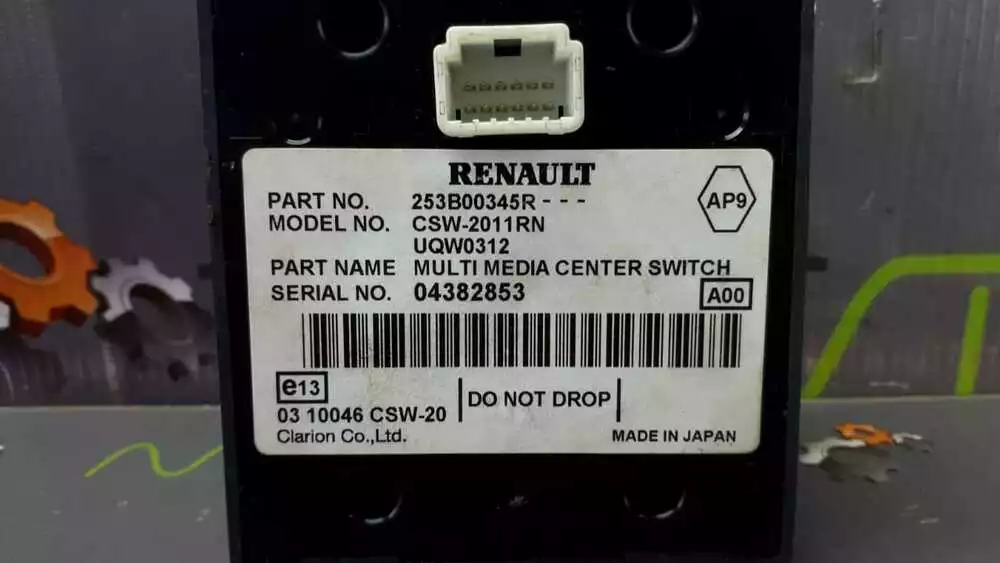 RENAULT
PART NO. 253B00345R - - -
AP9
MODEL NO. CSW-2011RN
UQW0312
PART NAME MULTI MEDIA CENTER SWITCH
SERIAL NO. 04382853
A00
e13
03 10046 CSW-20
DO NOT DROP
Clarion Co.,Ltd.
MADE IN JAPAN